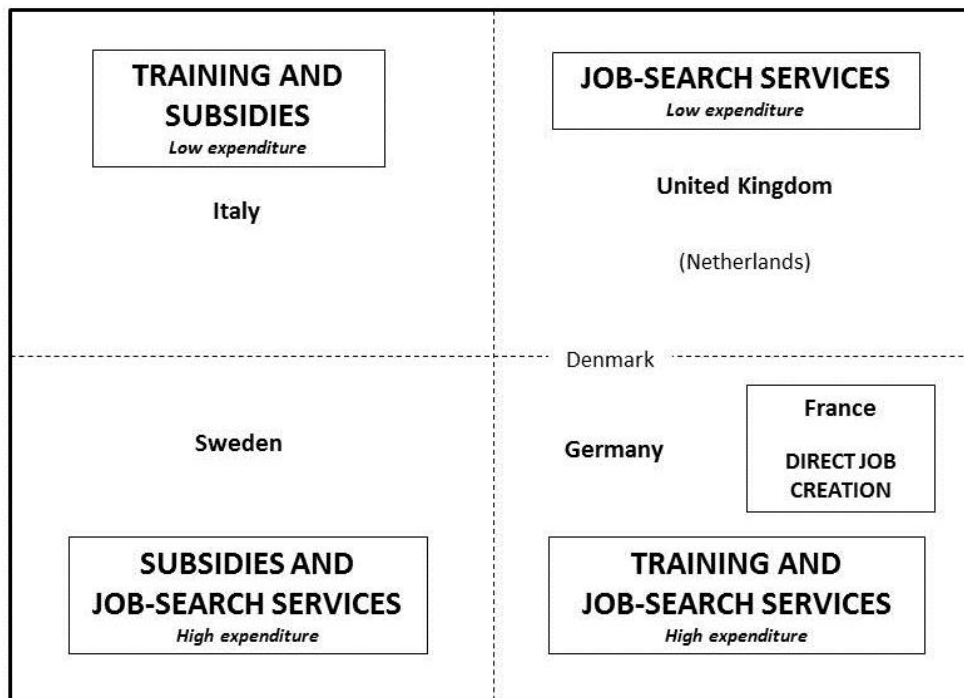 TRAINING AND
SUBSIDIES
Low expenditure
Italy
JOB-SEARCH SERVICES
Low expenditure
United Kingdom
(Netherlands)
Denmark
Sweden
SUBSIDIES AND
JOB-SEARCH SERVICES
High expenditure
Germany
France
DIRECT JOB
CREATION
TRAINING AND
JOB-SEARCH SERVICES
High expenditure